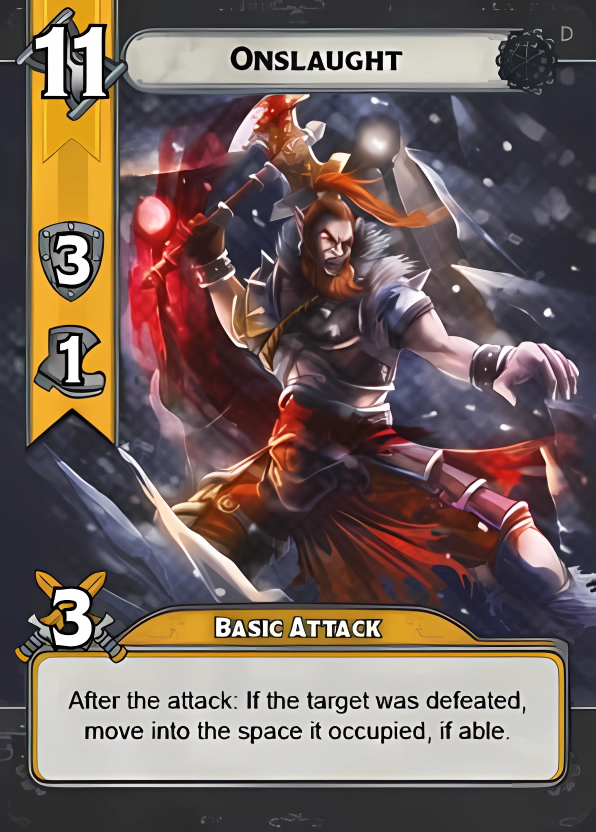 11
ONSLAUGHT
D
3
1
3
BASIC ATTACK
After the attack: If the target was defeated,
move into the space it occupied, if able.